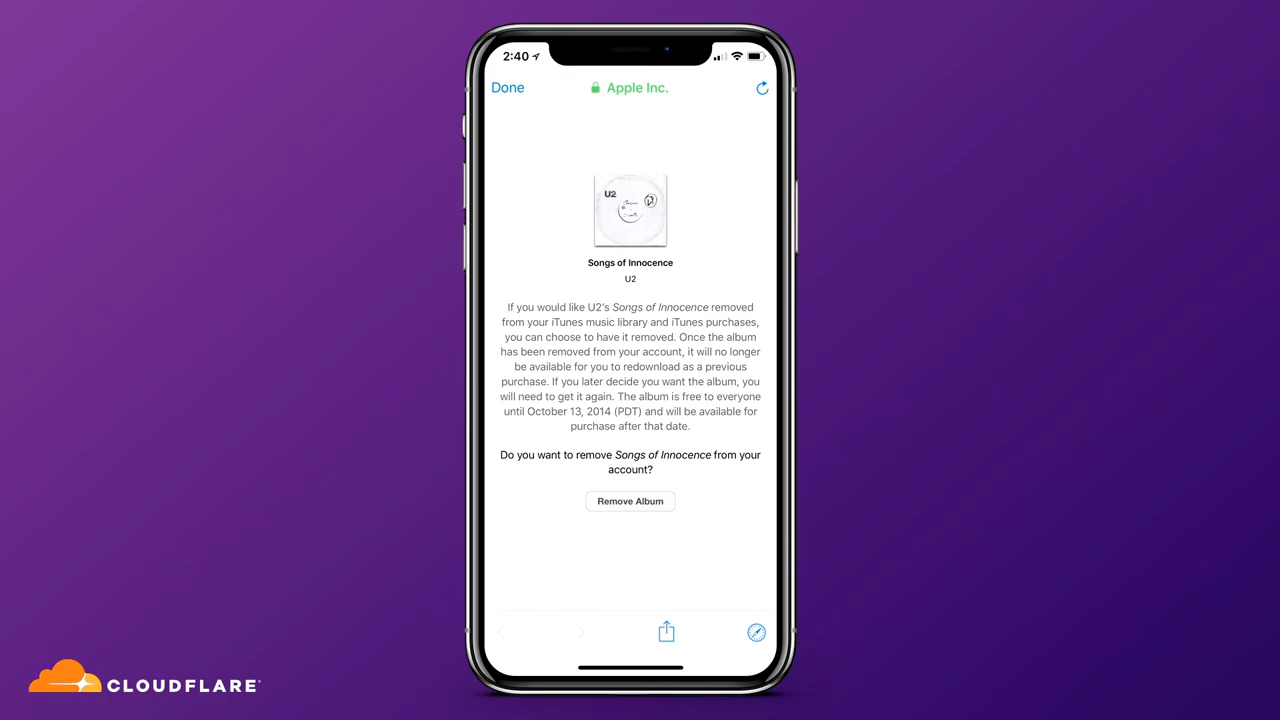 2:40
Done
Apple Inc.
U2
Songs of Innocence
U2
If you would like U2's Songs of Innocence removed
from your iTunes music library and iTunes purchases,
you can choose to have it removed. Once the album
has been removed from your account, it will no longer
be available for you to redownload as a previous
purchase. If you later decide you want the album, you
will need to get it again. The album is free to everyone
until October 13, 2014 (PDT) and will be available for
purchase after that date.
Do you want to remove Songs of Innocence from your
account?
Remove Album
CLOUDFLARE